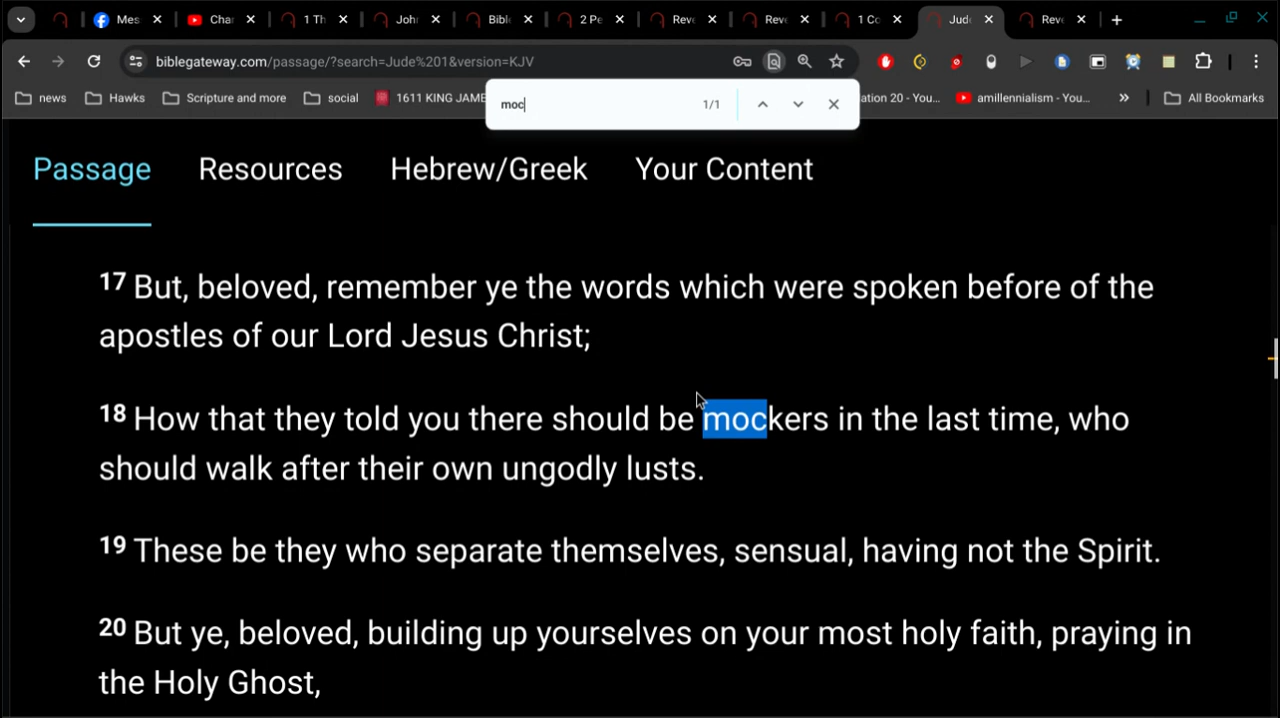 Mes
Cha
1 Th
John
Bibl
2 Pe
Reve
Reve
1 Co
Jude
Reve
biblegateway.com/passage/?search=Jude%201&version=KJV
news
Hawks
Scripture and more
social
1611 KING JAME
ation 20 - You...
amillennialism - You...
All Bookmarks
moc
1/1
Passage Resources Hebrew/Greek Your Content
17 But, beloved, remember ye the words which were spoken before of the
apostles of our Lord Jesus Christ;
18 How that they told you there should be mockers in the last time, who
should walk after their own ungodly lusts.
19 These be they who separate themselves, sensual, having not the Spirit.
20 But ye, beloved, building up yourselves on your most holy faith, praying in
the Holy Ghost,